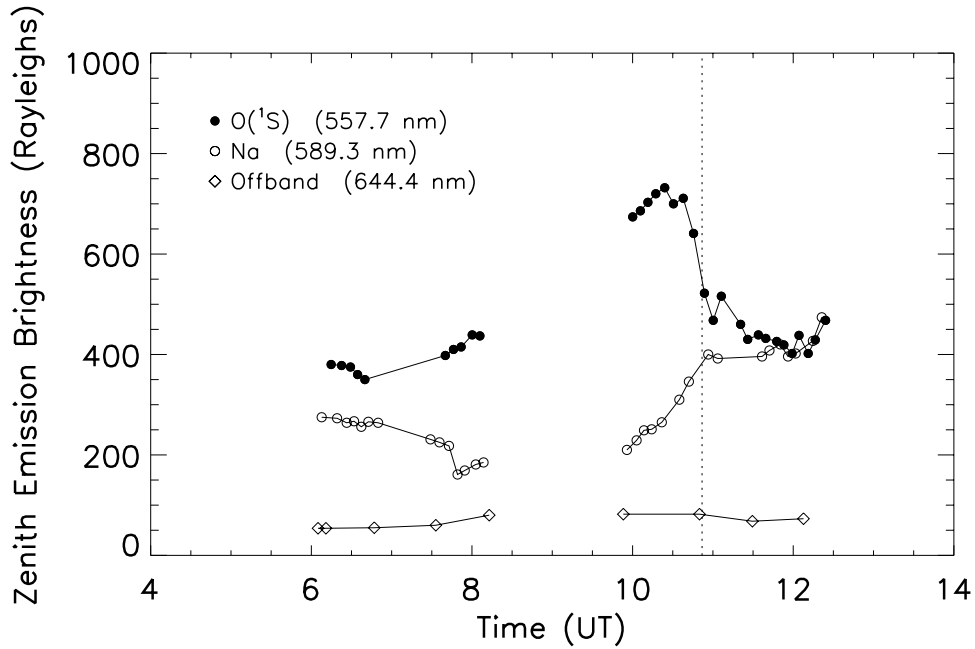 Zenith Emission Brightness (Rayleighs)
1000
800
600
400
200
0
O(¹S) (557.7 nm)
Na (589.3 nm)
Offband (644.4 nm)
4 6 8 10 12 14
Time (UT)